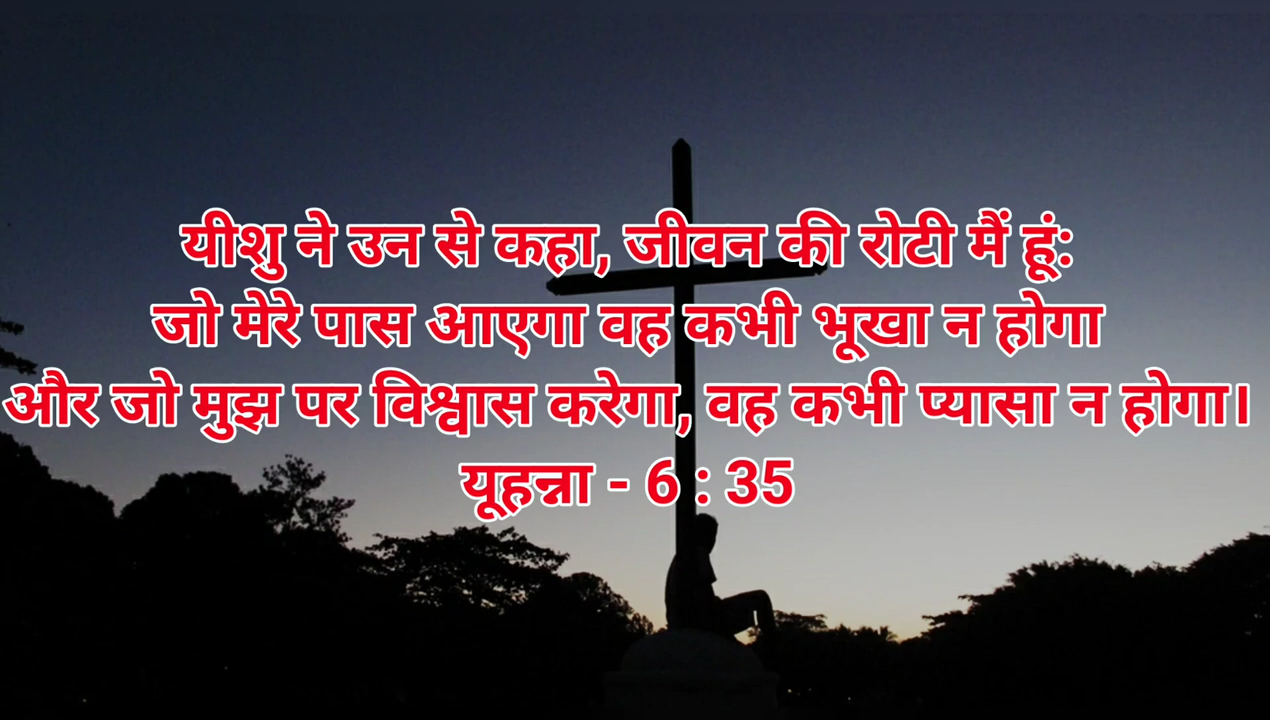 यीशु ने उन से कहा, जीवन की रोटी मैं हूं:
जो मेरे पास आएगा वह कभी भूखा न होगा
और जो मुझ पर विश्वास करेगा, वह कभी प्यासा न होगा।
यूहन्ना - 6 : 35